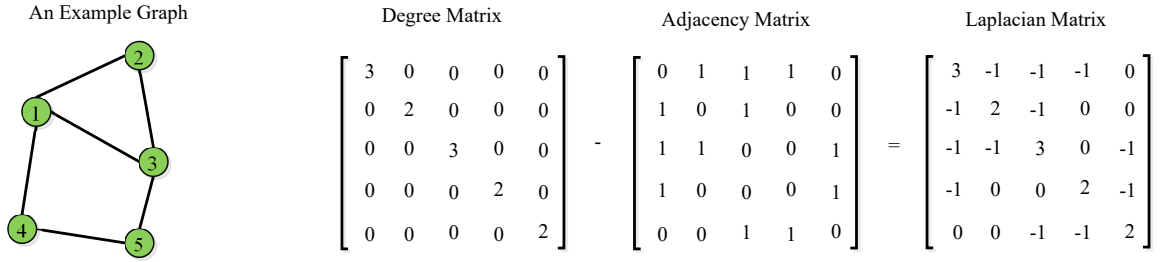 An Example Graph
Degree Matrix
Adjacency Matrix
Laplacian Matrix
2
1
3
4
5
3 0 0 0 0
0 2 0 0 0
0 0 3 0 0
0 0 0 2 0
0 0 0 0 2
-
0 1 1 1 0
1 0 1 0 0
1 1 0 0 1
1 0 0 0 1
0 0 1 1 0
=
3 -1 -1 -1 0
-1 2 -1 0 0
-1 -1 3 0 -1
-1 0 0 2 -1
0 0 -1 -1 2